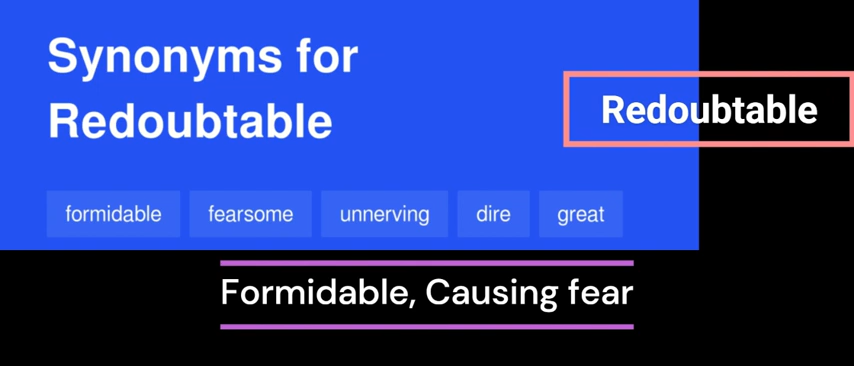 Synonyms for
Redoubtable
Redoubtable
formidable fearsome unnerving dire great
Formidable, Causing fear